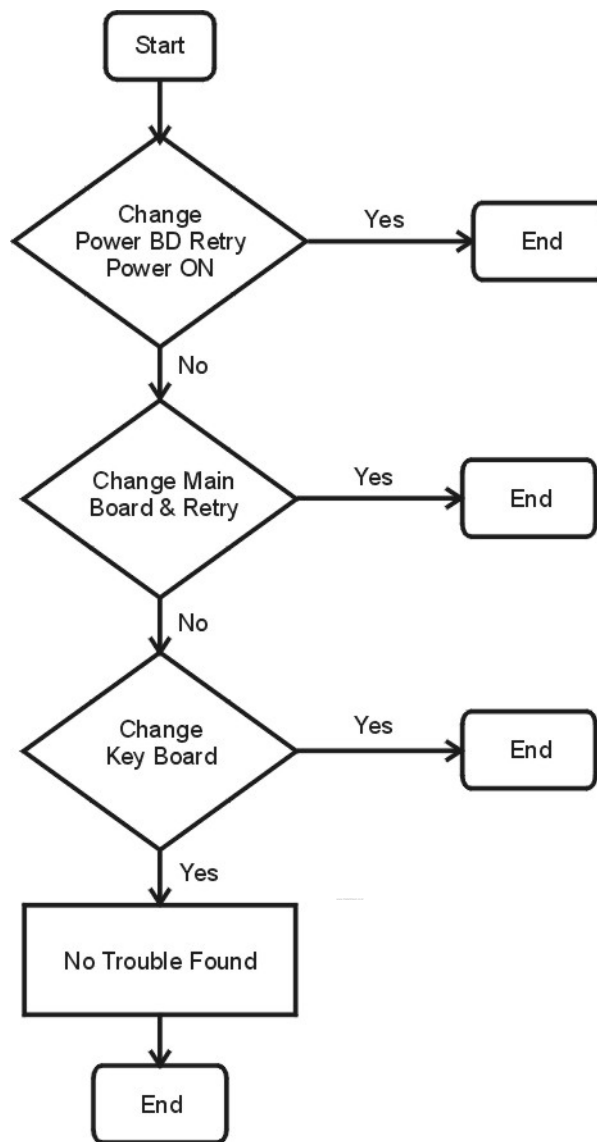 Start
Change
Power BD Retry
Power ON
Yes
End
No
Change Main
Board & Retry
Yes
End
No
Change
Key Board
Yes
End
Yes
No Trouble Found
End